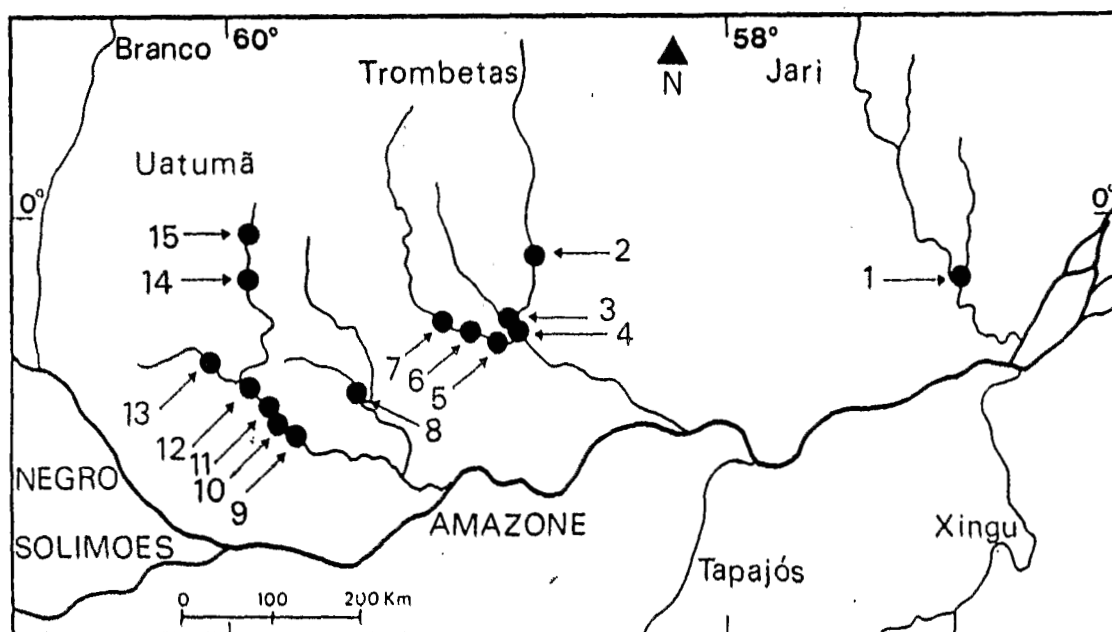 Branco
60°
58°
Trombetas
N
Jari
Uatumã
0°
0°
15
14
2
1
3
4
7
6
5
13
12
11
10
9
8
NEGRO
SOLIMOES
AMAZONE
Tapajós
Xingu
0 100 200 Km